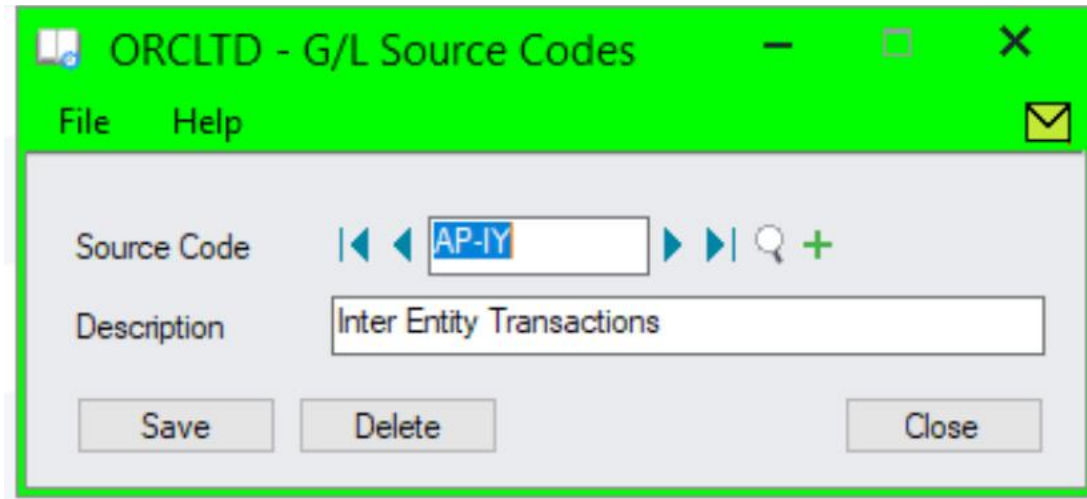 ORCLTD - G/L Source Codes
File Help
Source Code AP-IY
Description Inter Entity Transactions
Save Delete Close